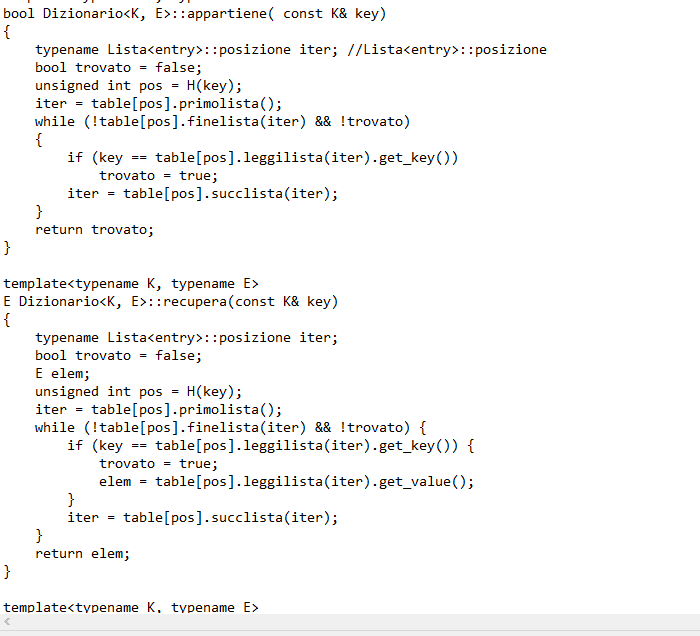 bool Dizionario<K, E>::appartiene( const K& key)
{
    typename Lista<entry>::posizione iter; //Lista<entry>::posizione
    bool trovato = false;
    unsigned int pos = H(key);
    iter = table[pos].primolista();
    while (!table[pos].finelista(iter) && !trovato)
    {
        if (key == table[pos].leggilista(iter).get_key())
            trovato = true;
        iter = table[pos].succlista(iter);
    }
    return trovato;
}

template<typename K, typename E>
E Dizionario<K, E>::recupera(const K& key)
{
    typename Lista<entry>::posizione iter;
    bool trovato = false;
    E elem;
    unsigned int pos = H(key);
    iter = table[pos].primolista();
    while (!table[pos].finelista(iter) && !trovato) {
        if (key == table[pos].leggilista(iter).get_key()) {
            trovato = true;
            elem = table[pos].leggilista(iter).get_value();
        }
        iter = table[pos].succlista(iter);
    }
    return elem;
}

template<typename K, typename E>